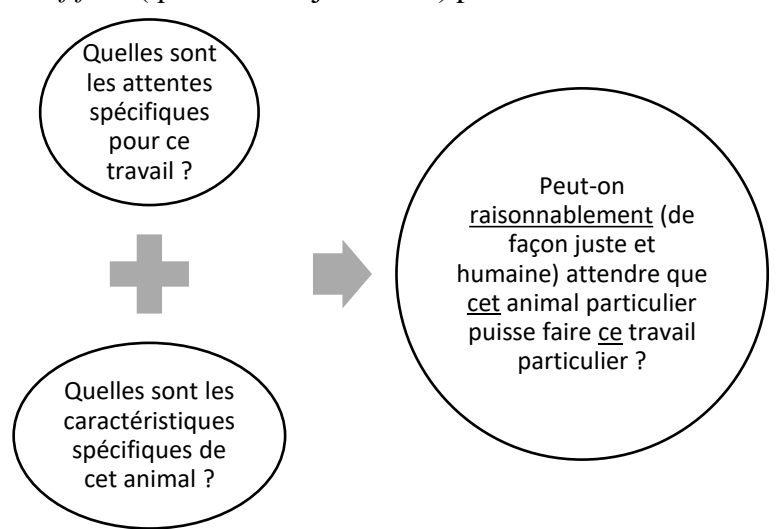 Quelles sont
les attentes
spécifiques
pour ce
travail ?
Quelles sont les
caractéristiques
spécifiques de
cet animal ?
Peut-on
raisonnablement (de
façon juste et
humaine) attendre que
cet animal particulier
puisse faire ce travail
particulier ?